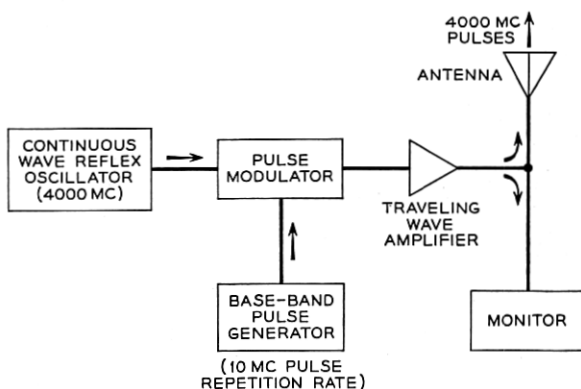 4000 MC
PULSES
ANTENNA
CONTINUOUS
WAVE REFLEX
OSCILLATOR
(4000 MC)
PULSE
MODULATOR
TRAVELING
WAVE
AMPLIFIER
BASE-BAND
PULSE
GENERATOR
(10 MC PULSE
REPETITION RATE)
MONITOR